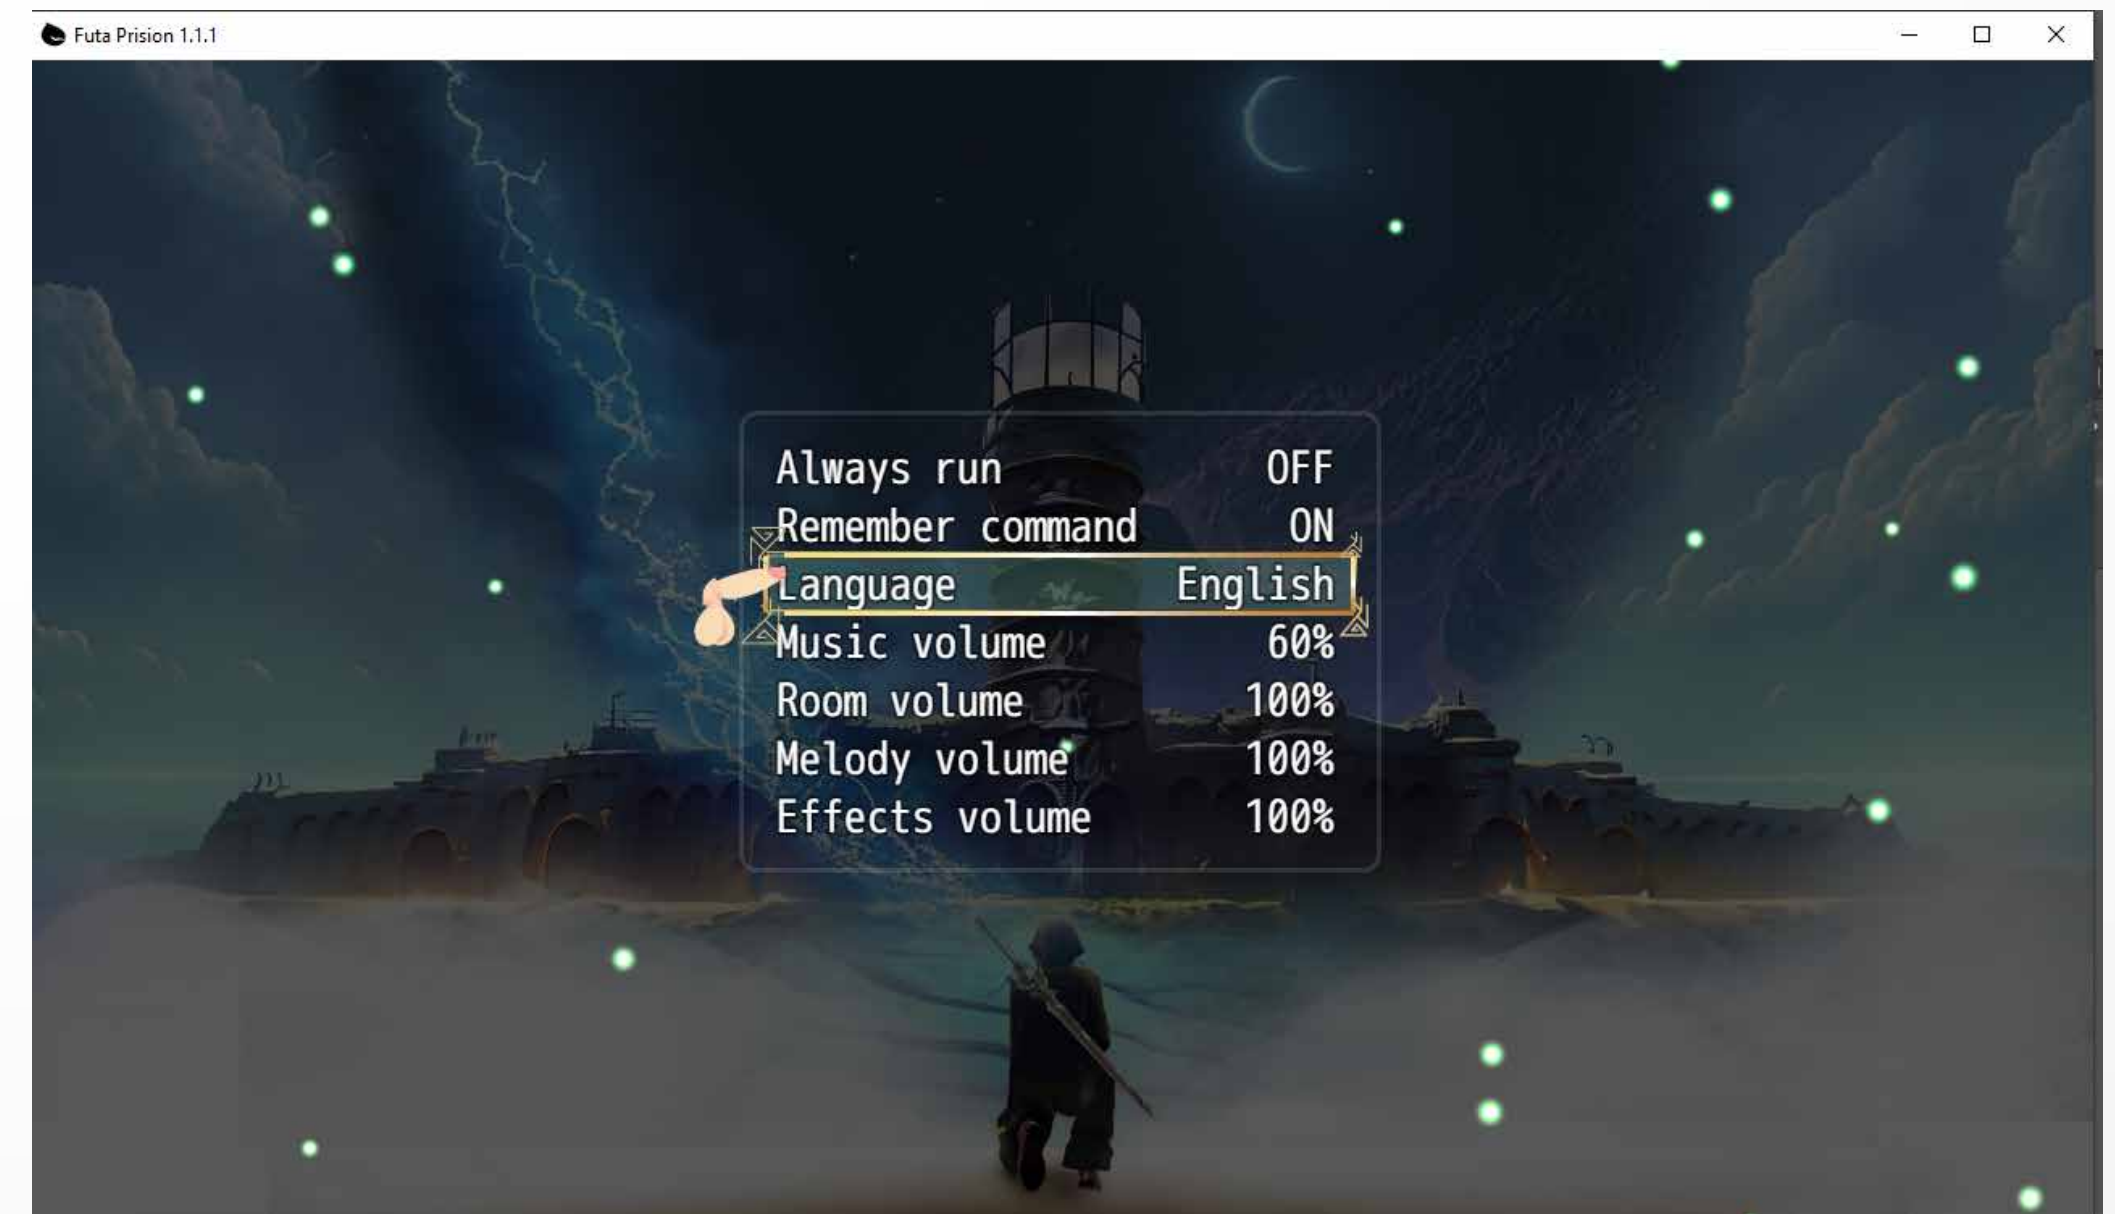 Futa Prision 1.1.1
Always run OFF
Remember command ON
Language English
Music volume 60%
Room volume 100%
Melody volume 100%
Effects volume 100%